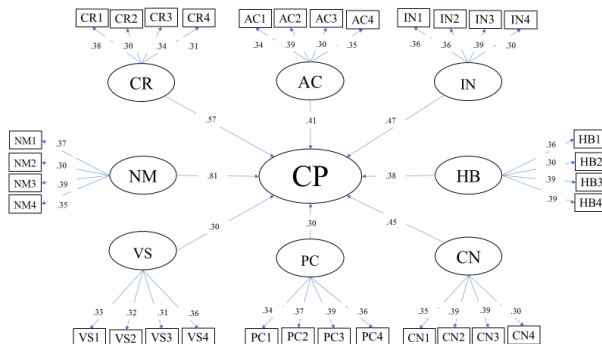 CR1 CR2 CR3 CR4
AC1 AC2 AC3 AC4
IN1 IN2 IN3 IN4
.38 .30 .34 .31
.34 .39 .30 .35
.36 .36 .39 .30
CR
AC
IN
.57
.41
.47
NM1
NM2
NM3
NM4
.37
.30
.39
.35
NM
.81
CP
.38
HB
.36
.30
.39
.39
HB1
HB2
HB3
HB4
.30
.30
.45
VS
PC
CN
.33 .32 .31 .36
.34 .37 .39 .36
.35 .39 .39 .30
VS1 VS2 VS3 VS4
PC1 PC2 PC3 PC4
CN1 CN2 CN3 CN4